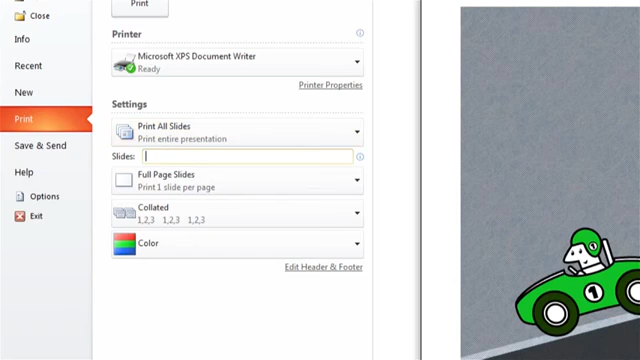 Close
Info
Recent
New
Print
Save & Send
Help
Options
Exit
Print
Printer
Microsoft XPS Document Writer
Ready
Printer Properties
Settings
Print All Slides
Print entire presentation
Slides:
Full Page Slides
Print 1 slide per page
Collated
1,2,3 1,2,3 1,2,3
Color
Edit Header & Footer
1
1